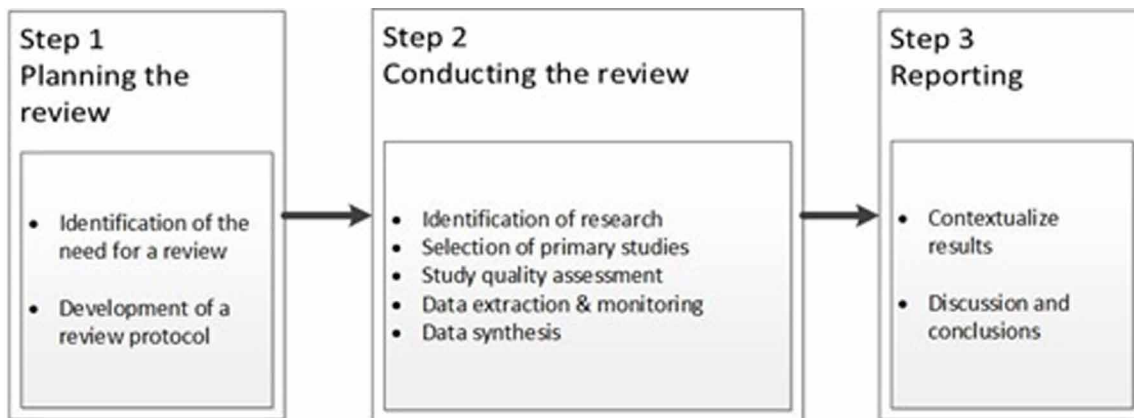 Step 1
Planning the
review
• Identification of the
need for a review
• Development of a
review protocol
Step 2
Conducting the review
• Identification of research
• Selection of primary studies
• Study quality assessment
• Data extraction & monitoring
• Data synthesis
Step 3
Reporting
• Contextualize
results
• Discussion and
conclusions